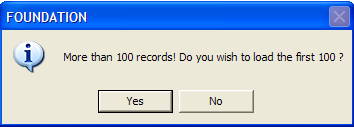 FOUNDATION
More than 100 records! Do you wish to load the first 100 ?
Yes
No